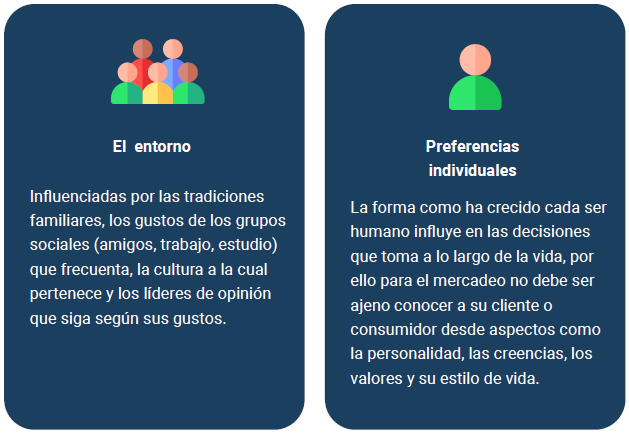 El entorno
Influenciadas por las tradiciones
familiares, los gustos de los grupos
sociales (amigos, trabajo, estudio)
que frecuenta, la cultura a la cual
pertenece y los líderes de opinión
que siga según sus gustos.
Preferencias
individuales
La forma como ha crecido cada ser
humano influye en las decisiones
que toma a lo largo de la vida, por
ello para el mercadeo no debe ser
ajeno conocer a su cliente o
consumidor desde aspectos como
la personalidad, las creencias, los
valores y su estilo de vida.